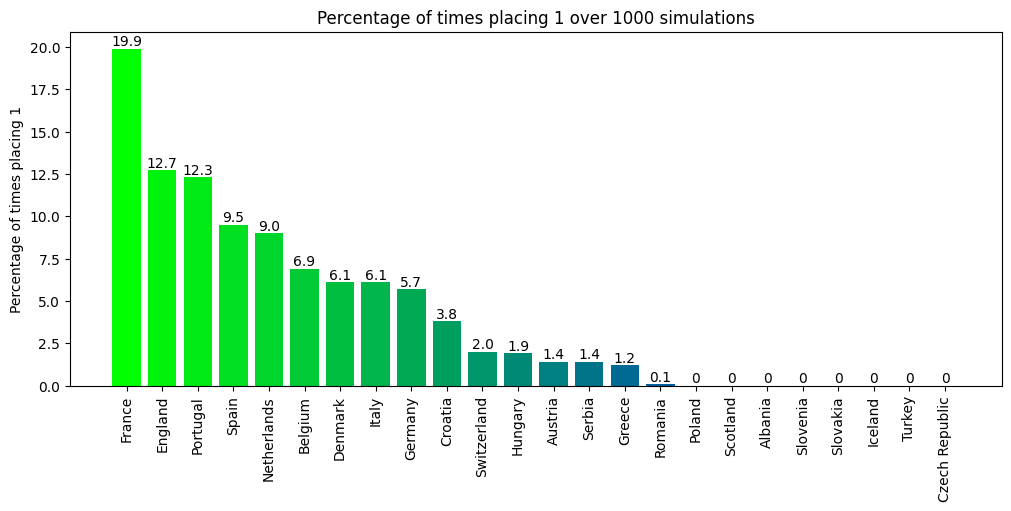 Percentage of times placing 1 over 1000 simulations
Percentage of times placing 1
20.0
17.5
15.0
12.5
10.0
7.5
5.0
2.5
0.0
19.9
12.7
12.3
9.5
9.0
6.9
6.1
6.1
5.7
3.8
2.0
1.9
1.4
1.4
1.2
0.1
0
0
0
0
0
0
0
0
France
England
Portugal
Spain
Netherlands
Belgium
Denmark
Italy
Germany
Croatia
Switzerland
Hungary
Austria
Serbia
Greece
Romania
Poland
Scotland
Albania
Slovenia
Slovakia
Iceland
Turkey
Czech Republic